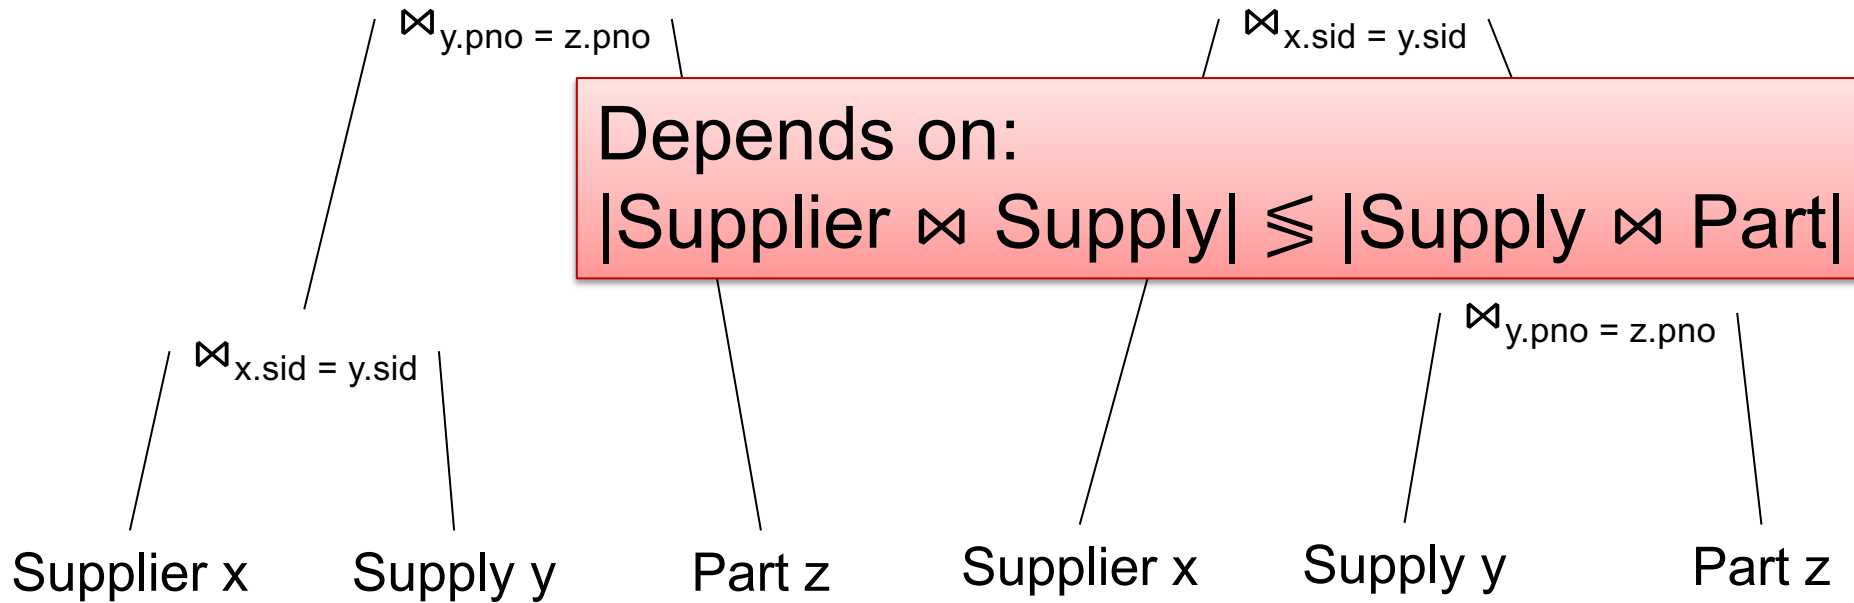 ⋈y.pno = z.pno
⋈x.sid = y.sid
Depends on:
|Supplier ⋈ Supply| ≶ |Supply ⋈ Part|
⋈x.sid = y.sid
⋈y.pno = z.pno
Supplier x
Supply y
Part z
Supplier x
Supply y
Part z